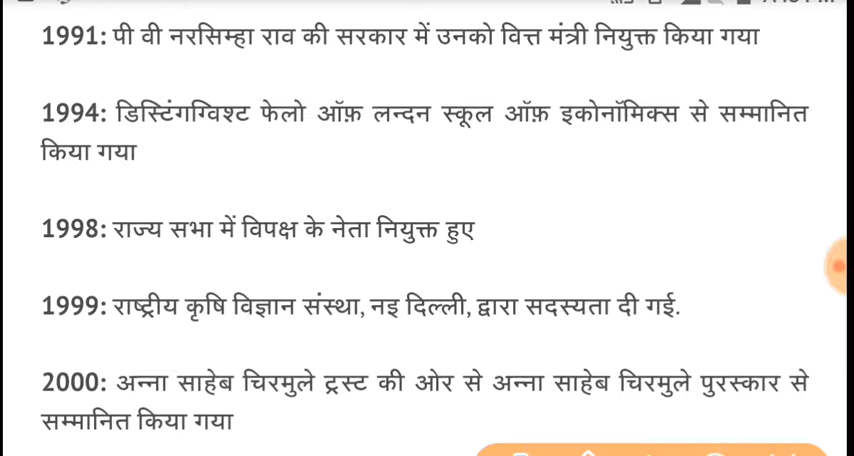 1991: पी वी नरसिम्हा राव की सरकार में उनको वित्त मंत्री नियुक्त किया गया
1994: डिस्टिंगग्विश्ट फेलो ऑफ़ लन्दन स्कूल ऑफ़ इकोनॉमिक्स से सम्मानित
किया गया
1998: राज्य सभा में विपक्ष के नेता नियुक्त हुए
1999: राष्ट्रीय कृषि विज्ञान संस्था, नइ दिल्ली, द्वारा सदस्यता दी गई.
2000: अन्ना साहेब चिरमुले ट्रस्ट की ओर से अन्ना साहेब चिरमुले पुरस्कार से
सम्मानित किया गया